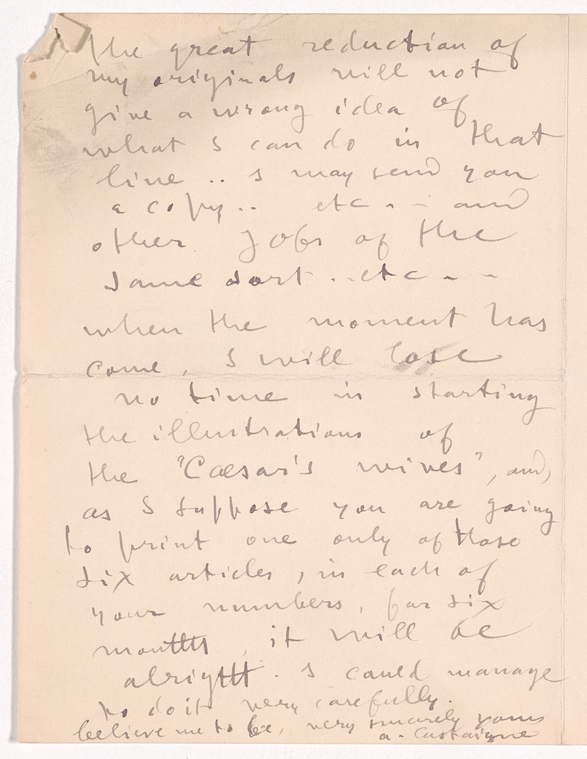 the great reduction of
my originals will not
give a wrong idea of
what I can do in that
line .. I may send you
a copy .. etc - - and
other jobs of the
same sort . . etc - -
when the moment has
come, I will lose
no time in starting
the illustrations of
the "Cæsar's wives", and,
as I suppose you are going
to print one only of those
six articles, in each of
your numbers, for six
months, it will be
alright. I could manage
to do it very carefully.
believe me to be, very sincerely yours
a. Castaigne